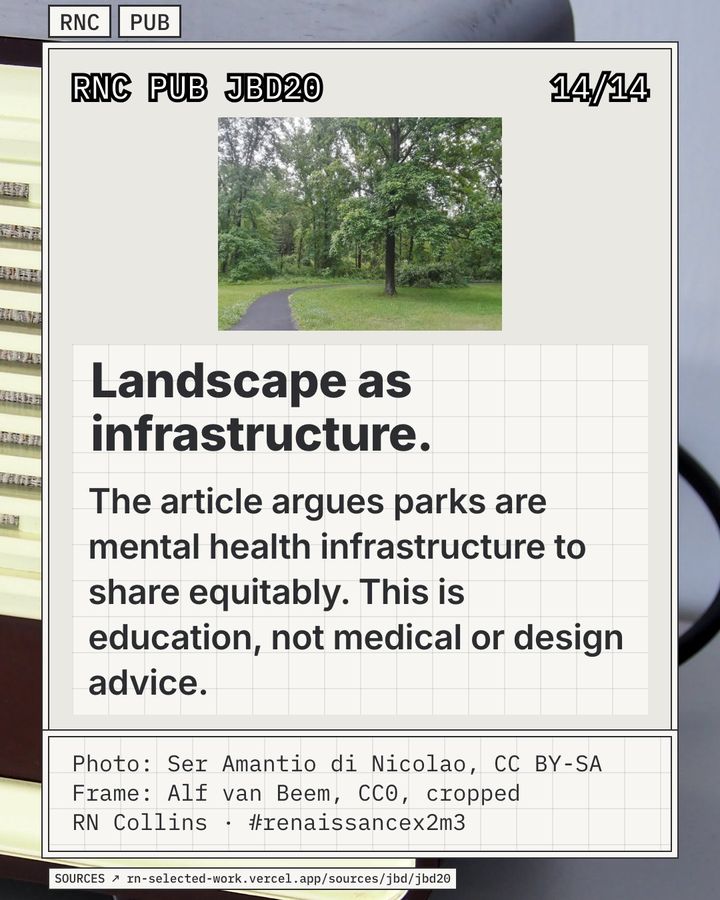 RNC PUB
RNC PUB JBD20 14/14
Landscape as
infrastructure.
The article argues parks are
mental health infrastructure to
share equitably. This is
education, not medical or design
advice.
Photo: Ser Amantio di Nicolao, CC BY-SA
Frame: Alf van Beem, CC0, cropped
RN Collins · #renaissancex2m3
SOURCES ↗ rn-selected-work.vercel.app/sources/jbd/jbd20